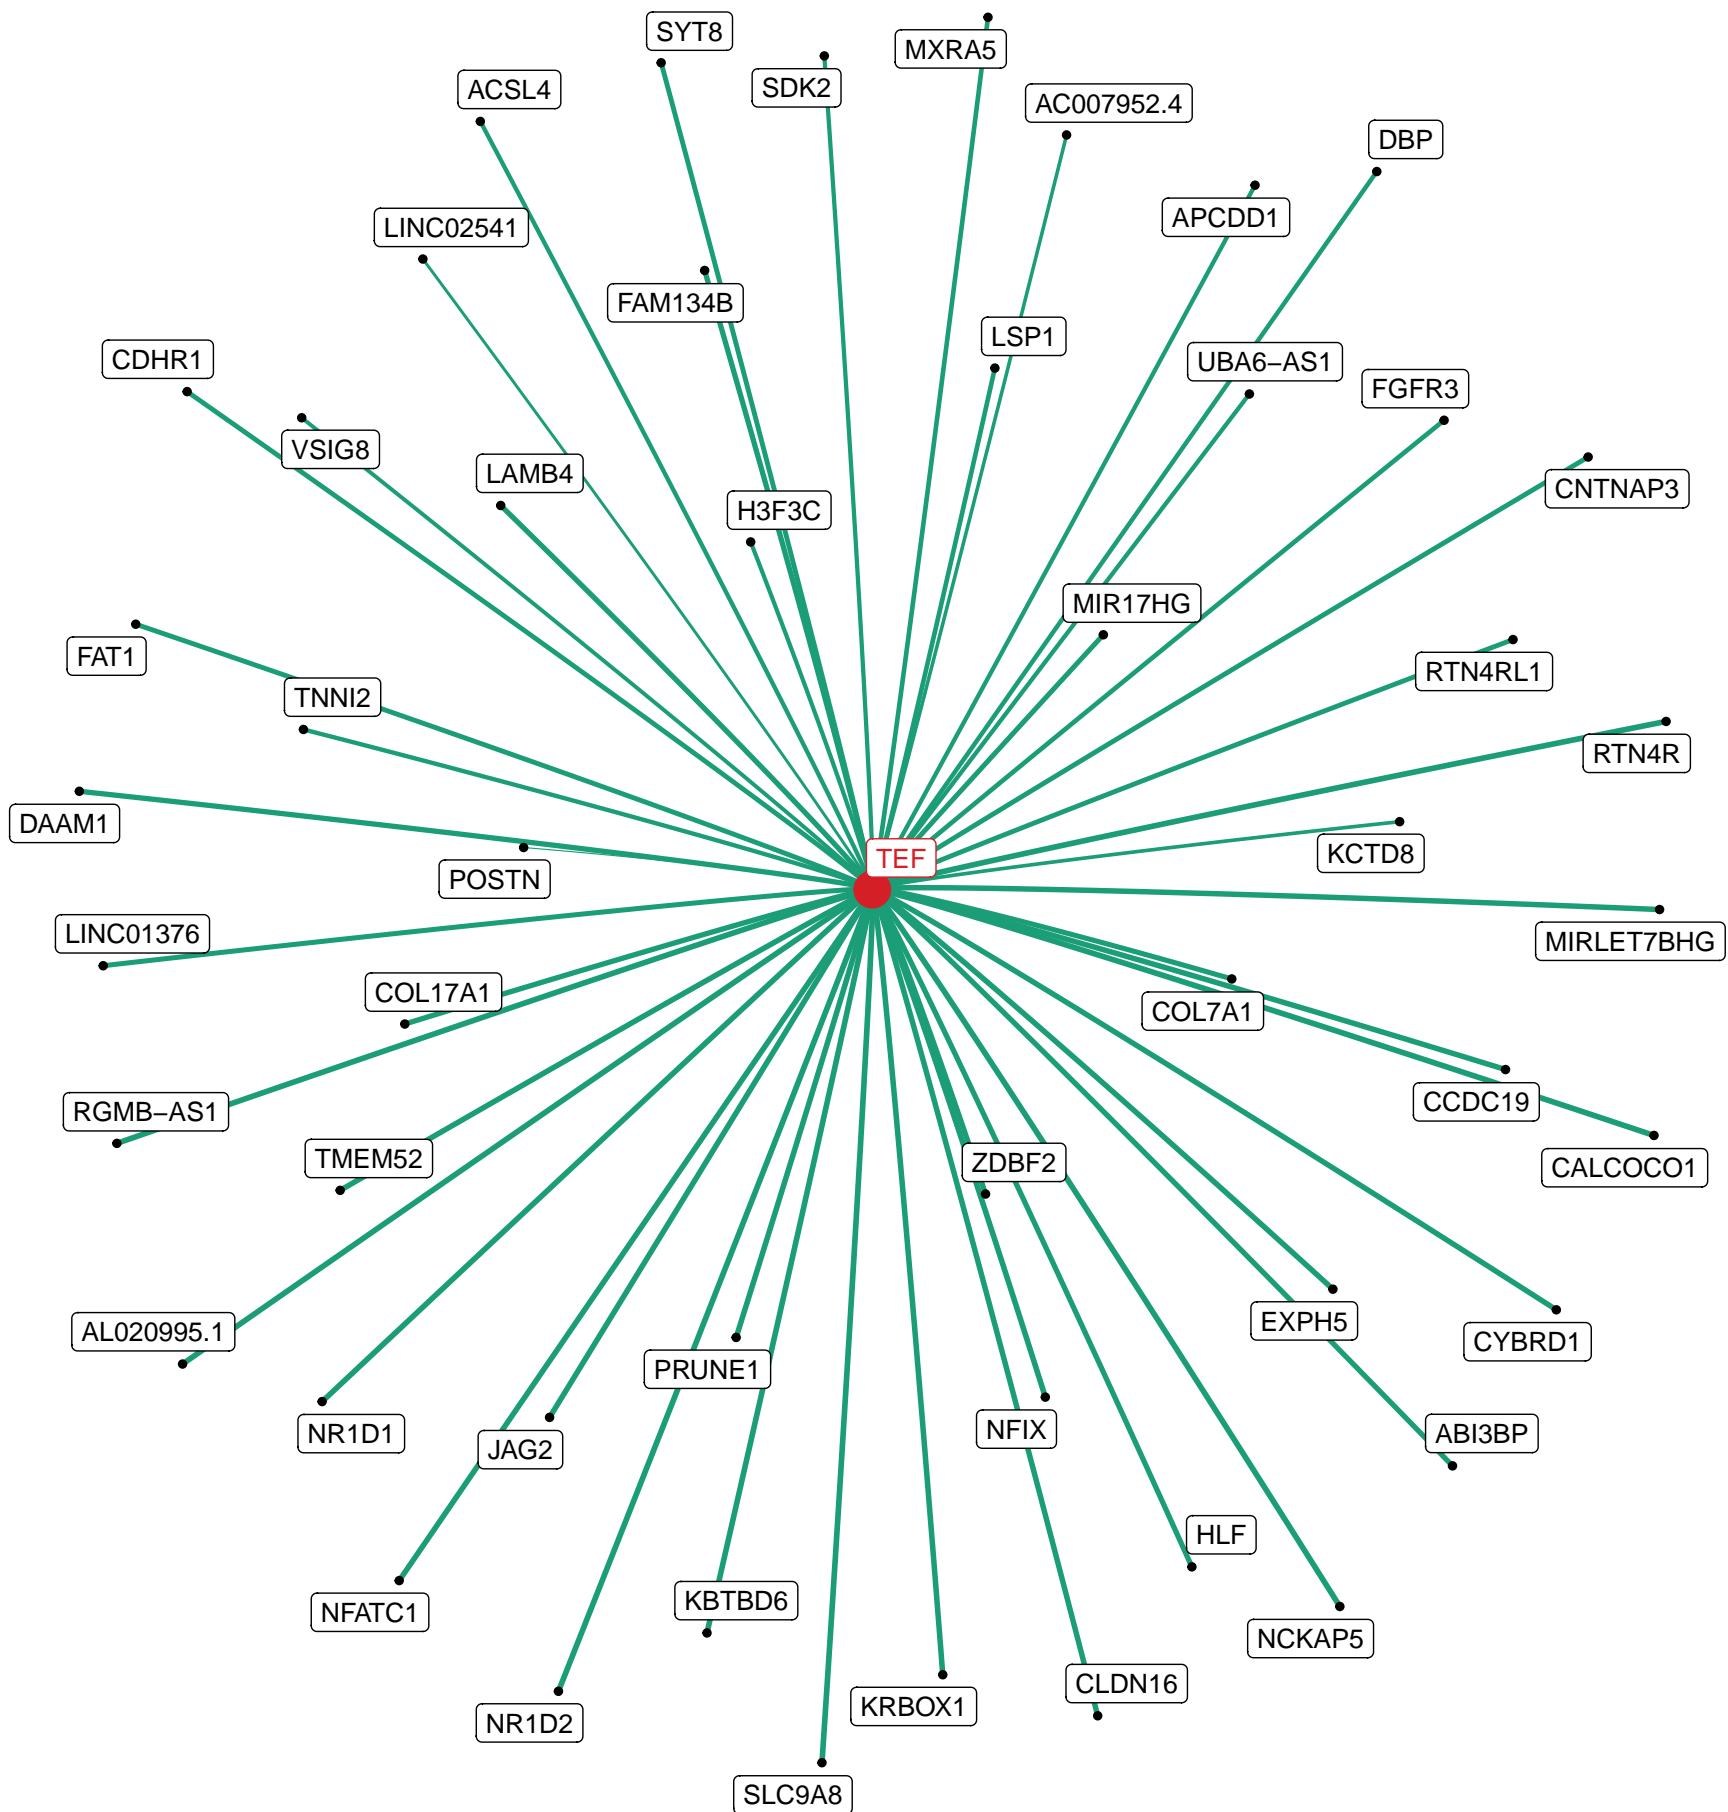 SYT8
MXRA5
SDK2
ACSL4
AC007952.4
DBP
APCDD1
LINC02541
FAM134B
LSP1
CDHR1
UBA6−AS1
FGFR3
VSIG8
LAMB4
CNTNAP3
H3F3C
MIR17HG
FAT1
RTN4RL1
TNNI2
RTN4R
DAAM1
KCTD8
TEF
POSTN
LINC01376
MIRLET7BHG
COL17A1
COL7A1
CCDC19
RGMB−AS1
TMEM52
ZDBF2
CALCOCO1
EXPH5
AL020995.1
CYBRD1
PRUNE1
NR1D1
NFIX
ABI3BP
JAG2
HLF
KBTBD6
NFATC1
NCKAP5
CLDN16
KRBOX1
NR1D2
SLC9A8